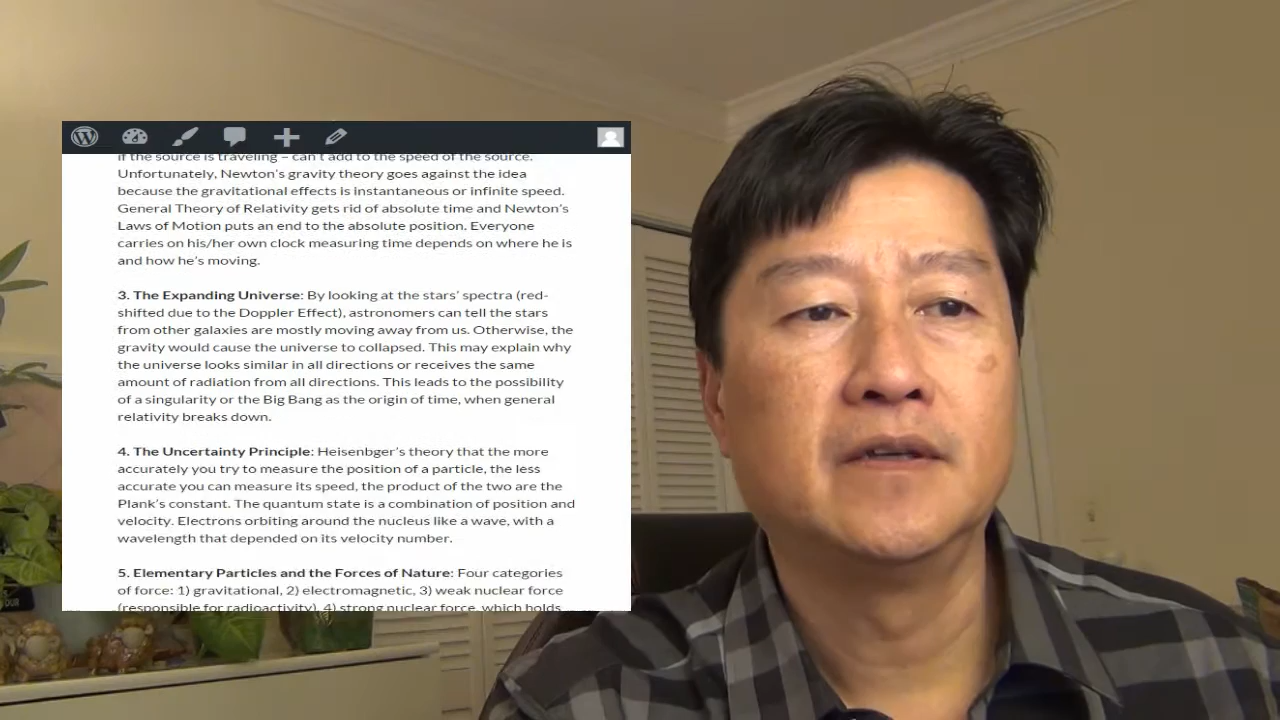 if the source is traveling – can't add to the speed of the source.
Unfortunately, Newton's gravity theory goes against the idea
because the gravitational effects is instantaneous or infinite speed.
General Theory of Relativity gets rid of absolute time and Newton's
Laws of Motion puts an end to the absolute position. Everyone
carries on his/her own clock measuring time depends on where he is
and how he's moving.
3. The Expanding Universe: By looking at the stars' spectra (red-
shifted due to the Doppler Effect), astronomers can tell the stars
from other galaxies are mostly moving away from us. Otherwise, the
gravity would cause the universe to collapsed. This may explain why
the universe looks similar in all directions or receives the same
amount of radiation from all directions. This leads to the possibility
of a singularity or the Big Bang as the origin of time, when general
relativity breaks down.
4. The Uncertainty Principle: Heisenbger's theory that the more
accurately you try to measure the position of a particle, the less
accurate you can measure its speed, the product of the two are the
Plank's constant. The quantum state is a combination of position and
velocity. Electrons orbiting around the nucleus like a wave, with a
wavelength that depended on its velocity number.
5. Elementary Particles and the Forces of Nature: Four categories
of force: 1) gravitational, 2) electromagnetic, 3) weak nuclear force
(responsible for radioactivity), 4) strong nuclear force, which holds